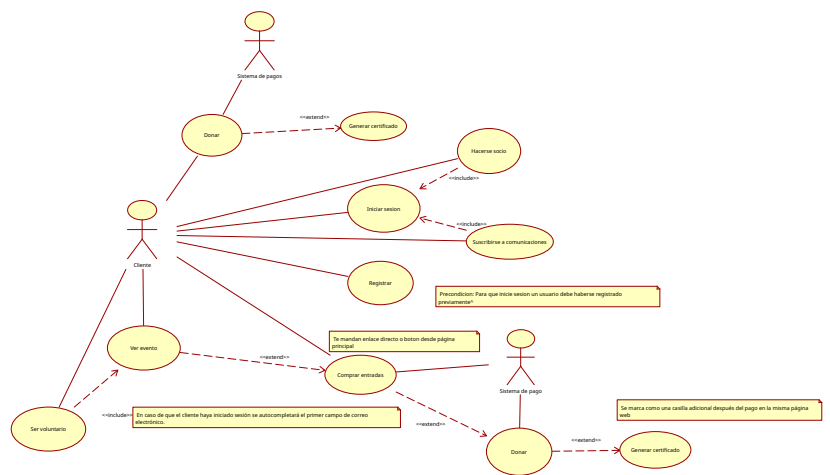 Sistema de pagos
<<extend>>
Generar certificado
Donar
Hacerse socio
<<include>>
Iniciar sesion
<<include>>
Suscribirse a comunicaciones
Cliente
Registrar
Precondicion: Para que inicie sesion un usuario debe haberse registrado
previamente^
Te mandan enlace directo o boton desde página
principal
Ver evento
<<extend>>
Comprar entradas
Sistema de pago
<<include>>
En caso de que el cliente haya iniciado sesión se autocompletará el primer campo de correo
electrónico.
Se marca como una casilla adicional después del pago en la misma página
web
Ser voluntario
<<extend>>
<<extend>>
Donar
Generar certificado